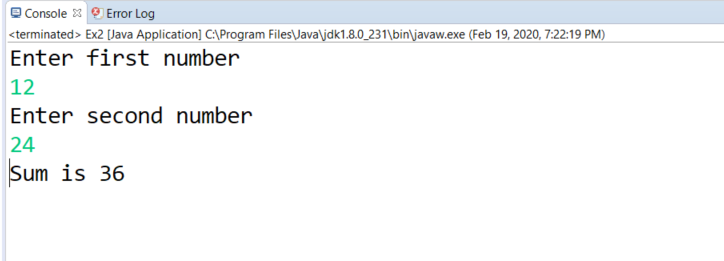 Console Error Log
<terminated> Ex2 [Java Application] C:\Program Files\Java\jdk1.8.0_231\bin\javaw.exe (Feb 19, 2020, 7:22:19 PM)
Enter first number
12
Enter second number
24
Sum is 36